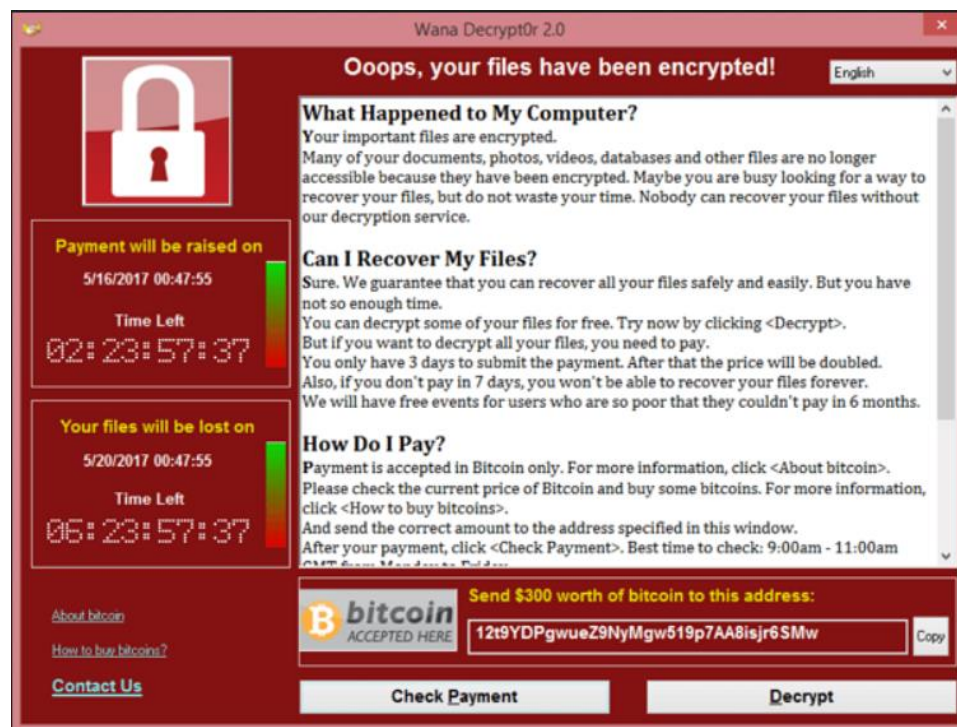 Wana Decrypt0r 2.0
Ooops, your files have been encrypted!
English
What Happened to My Computer?
Your important files are encrypted.
Many of your documents, photos, videos, databases and other files are no longer
accessible because they have been encrypted. Maybe you are busy looking for a way to
recover your files, but do not waste your time. Nobody can recover your files without
our decryption service.
Can I Recover My Files?
Sure. We guarantee that you can recover all your files safely and easily. But you have
not so enough time.
You can decrypt some of your files for free. Try now by clicking <Decrypt>.
But if you want to decrypt all your files, you need to pay.
You only have 3 days to submit the payment. After that the price will be doubled.
Also, if you don't pay in 7 days, you won't be able to recover your files forever.
We will have free events for users who are so poor that they couldn't pay in 6 months.
How Do I Pay?
Payment is accepted in Bitcoin only. For more information, click <About bitcoin>.
Please check the current price of Bitcoin and buy some bitcoins. For more information,
click <How to buy bitcoins>.
And send the correct amount to the address specified in this window.
After your payment, click <Check Payment>. Best time to check: 9:00am - 11:00am
GMT from Monday to Friday.
Payment will be raised on
5/16/2017 00:47:55
Time Left
02:23:57:37
Your files will be lost on
5/20/2017 00:47:55
Time Left
06:23:57:37
About bitcoin
How to buy bitcoins?
Contact Us
bitcoin
ACCEPTED HERE
Send $300 worth of bitcoin to this address:
12t9YDPgwueZ9NyMgw519p7AA8isjr6SMw
Copy
Check Payment
Decrypt